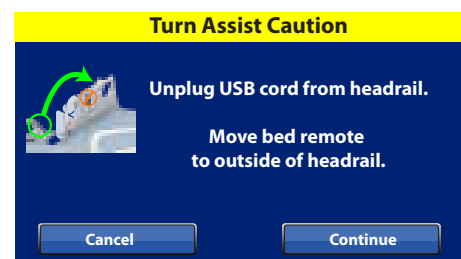 Turn Assist Caution
Unplug USB cord from headrail.
Move bed remote
to outside of headrail.
Cancel
Continue